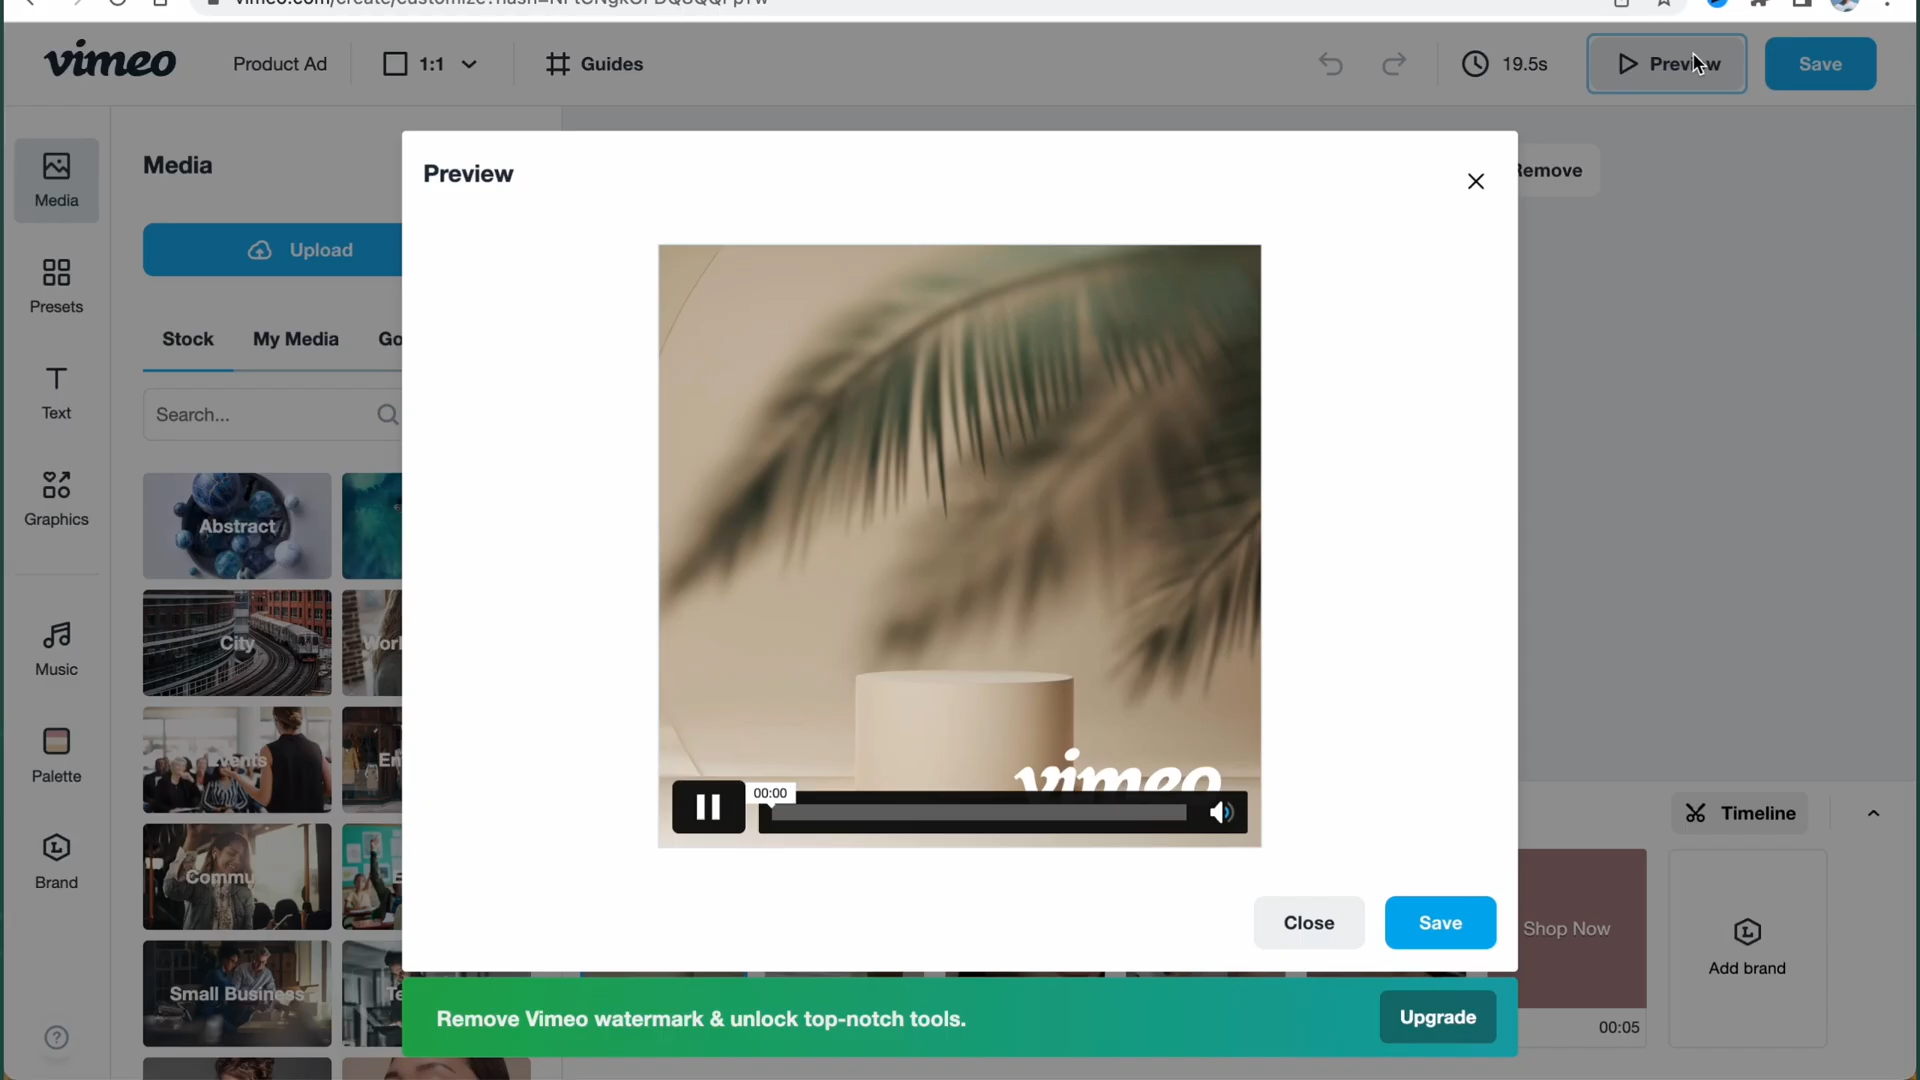 vimeo
Product Ad
1:1
Guides
19.5s
Preview
Save
Media
Media
Upload
Presets
Stock
My Media
Text
Search...
Graphics
Abstract
City
Music
Events
Palette
Brand
Small Business
Preview
Remove
vimeo
00:00
Close
Save
Remove Vimeo watermark & unlock top-notch tools.
Upgrade
Timeline
Shop Now
00:05
Add brand